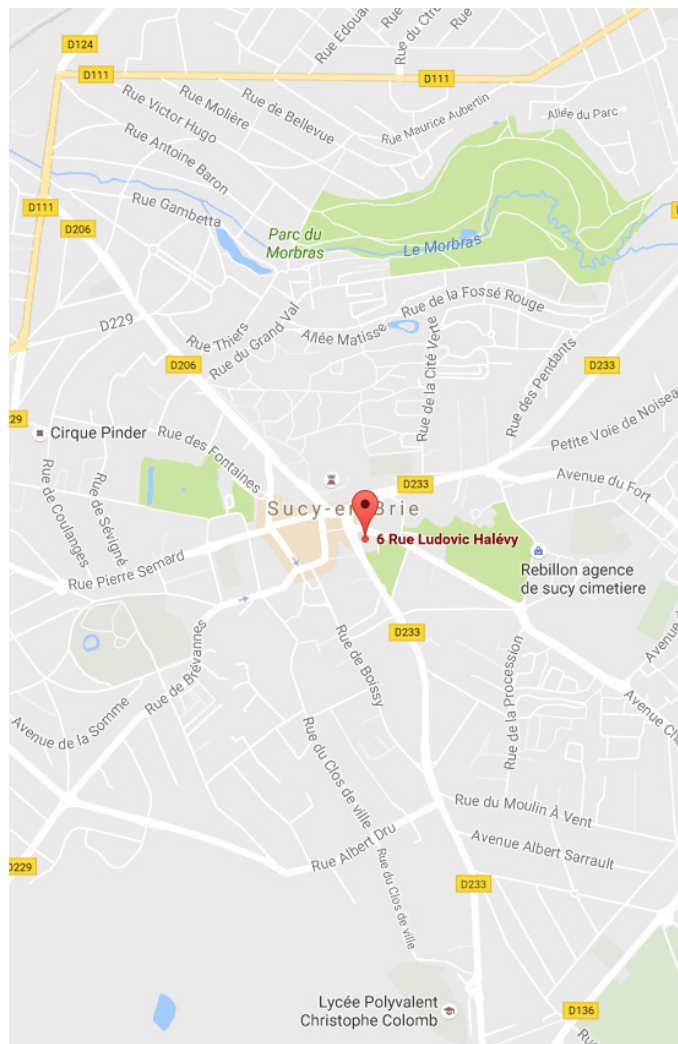 D124
D111
Rue Edoua
Rue du Ctre
D111
Rue Victor Hugo
Rue Molière
Rue de Bellevue
Rue Maurice Aubertin
Allée du Parc
Rue Antoine Baron
D111
Rue Gambetta
D206
Parc du
Morbras
Le Morbras
D229
Rue Thiers
Rue du Grand Val
Allée Matisse
Rue de la Fossé Rouge
Rue de la Cité Verte
Rue des Pendants
D233
D206
29
Cirque Pinder
Rue des Fontaines
Petite Voie de Noiseau
Rue de Coulanges
Rue de Sévigné
D233
Avenue du Fort
Sucy-en-Brie
6 Rue Ludovic Halévy
Rebillon agence
de sucy cimetiere
Rue Pierre Semard
D233
Rue de Brévannes
Rue de Boissy
Rue de la Procession
Avenue d
Avenue Cha
Avenue de la Somme
Rue du Clos de ville
Rue du Moulin À Vent
Rue Albert Dru
Avenue Albert Sarrault
Rue du Clos de ville
D229
D233
Lycée Polyvalent
Christophe Colomb
D136